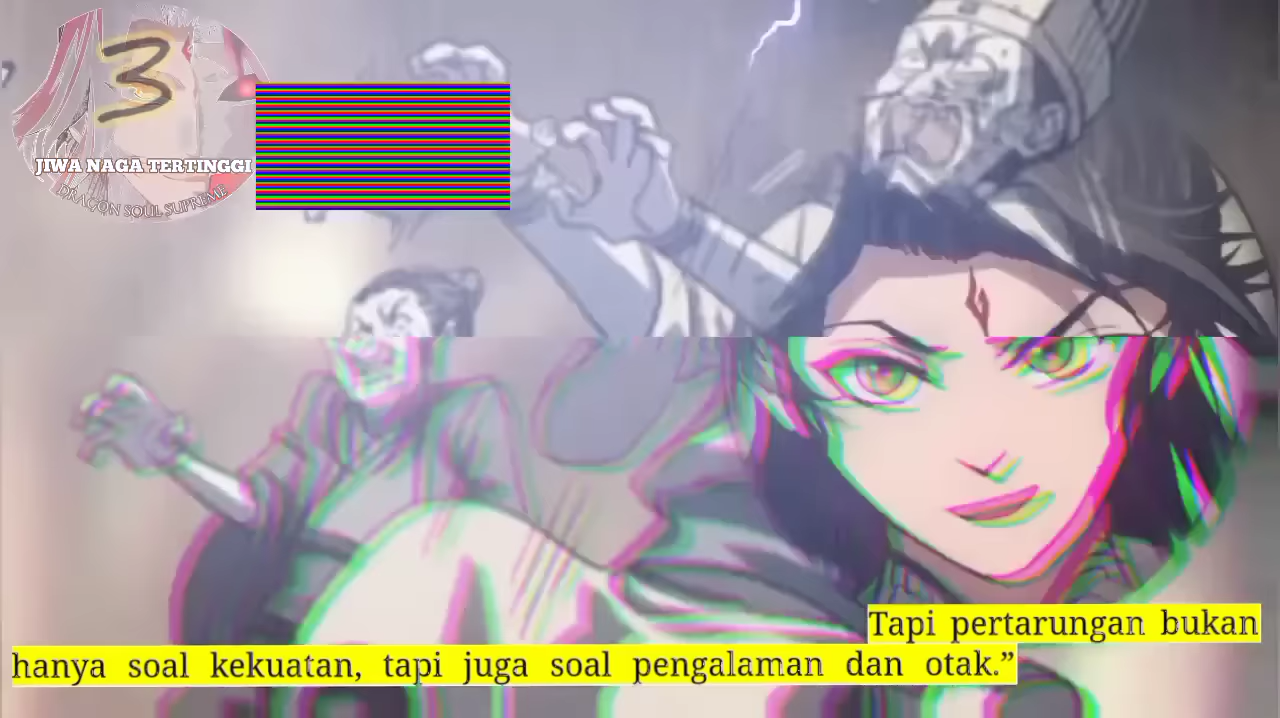 3
JIWA NAGA TERTINGGI
DRAGON SOUL SUPREME
Tapi pertarungan bukan
hanya soal kekuatan, tapi juga soal pengalaman dan otak.”